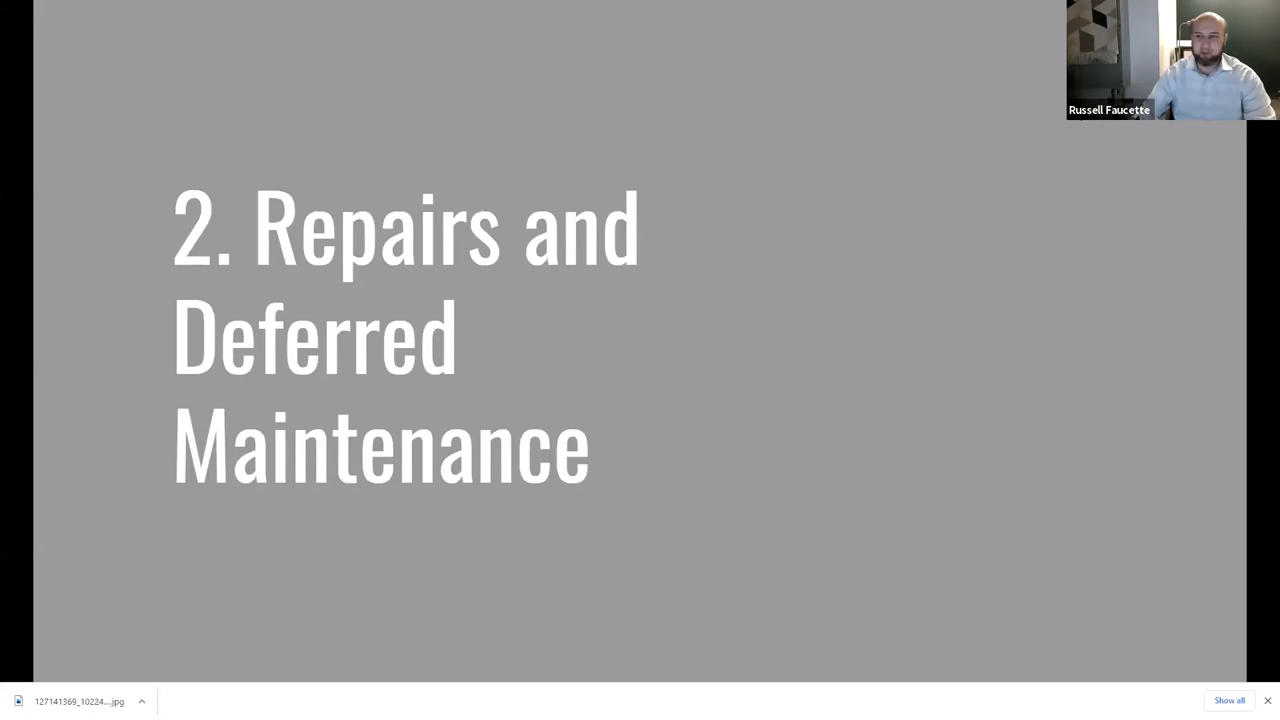 Russell Faucette
2. Repairs and
Deferred
Maintenance
127141369_10224....jpg
Show all